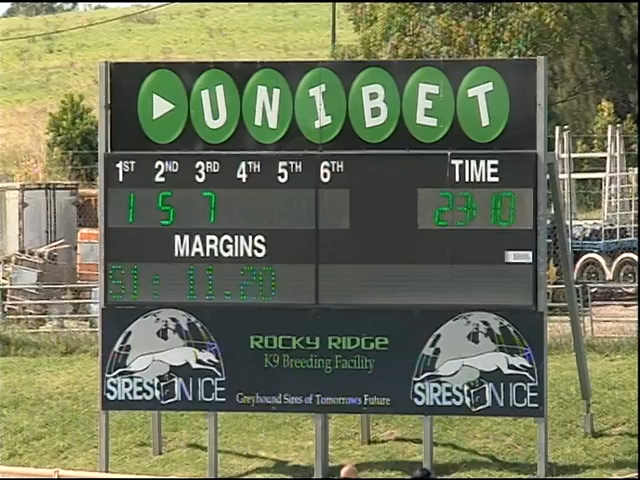 UNIBET
1ST 2ND 3RD 4TH 5TH 6TH TIME
1 5 7 23-10
MARGINS
S1: 11.20
ROCKY RIDGE
K9 Breeding Facility
SIRES ON ICE
Greyhound Sires of Tomorrows Future
SIRES ON ICE